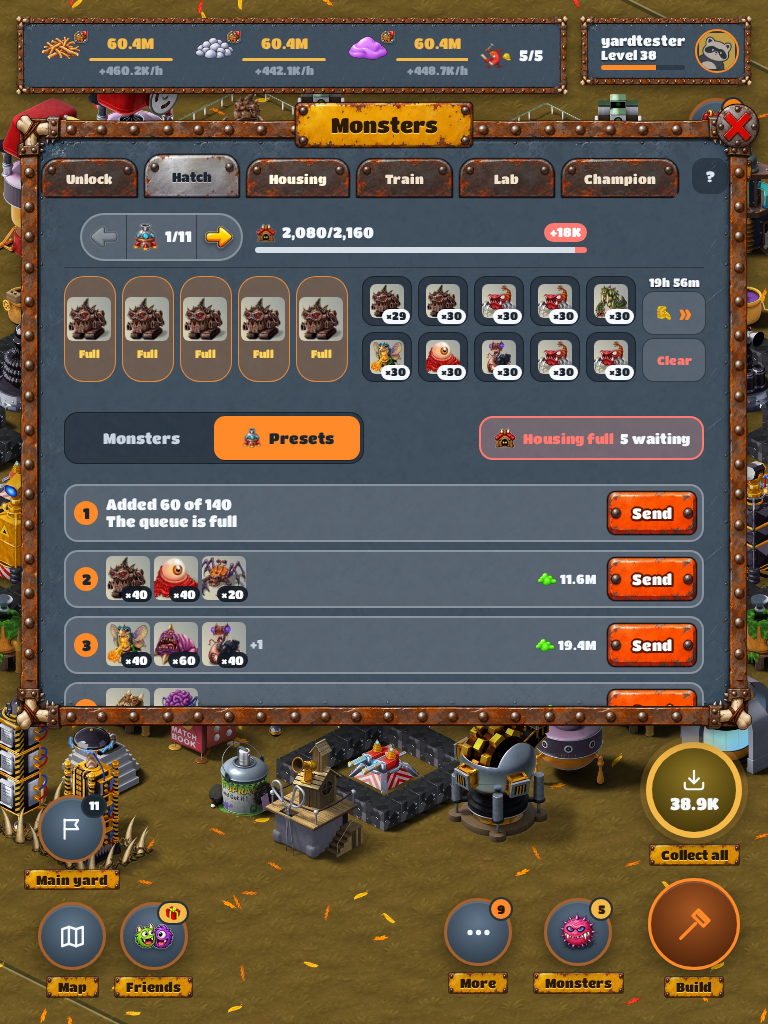 60.4M
60.4M
60.4M
5/5
+460.2K/h
+442.1K/h
+448.7K/h
yardtester
Level 38
Monsters
Unlock
Hatch
Housing
Train
Lab
Champion
?
1/11
2,080/2,160
+18K
Full
Full
Full
Full
Full
×29
×30
×30
×30
×30
19h 56m
×30
×30
×30
×30
×30
Clear
Monsters
Presets
Housing full 5 waiting
1
Added 60 of 140
The queue is full
Send
2
×40
×40
×20
11.6M
Send
3
×40
×60
×40
+1
19.4M
Send
MATCH
BOOK
11
Main yard
38.9K
Collect all
Map
Friends
9
More
5
Monsters
Build